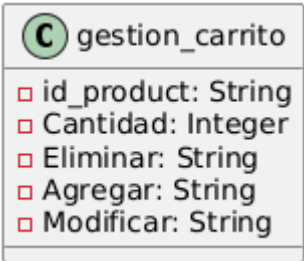 C gestion_carrito
id_product: String
Cantidad: Integer
Eliminar: String
Agregar: String
Modificar: String